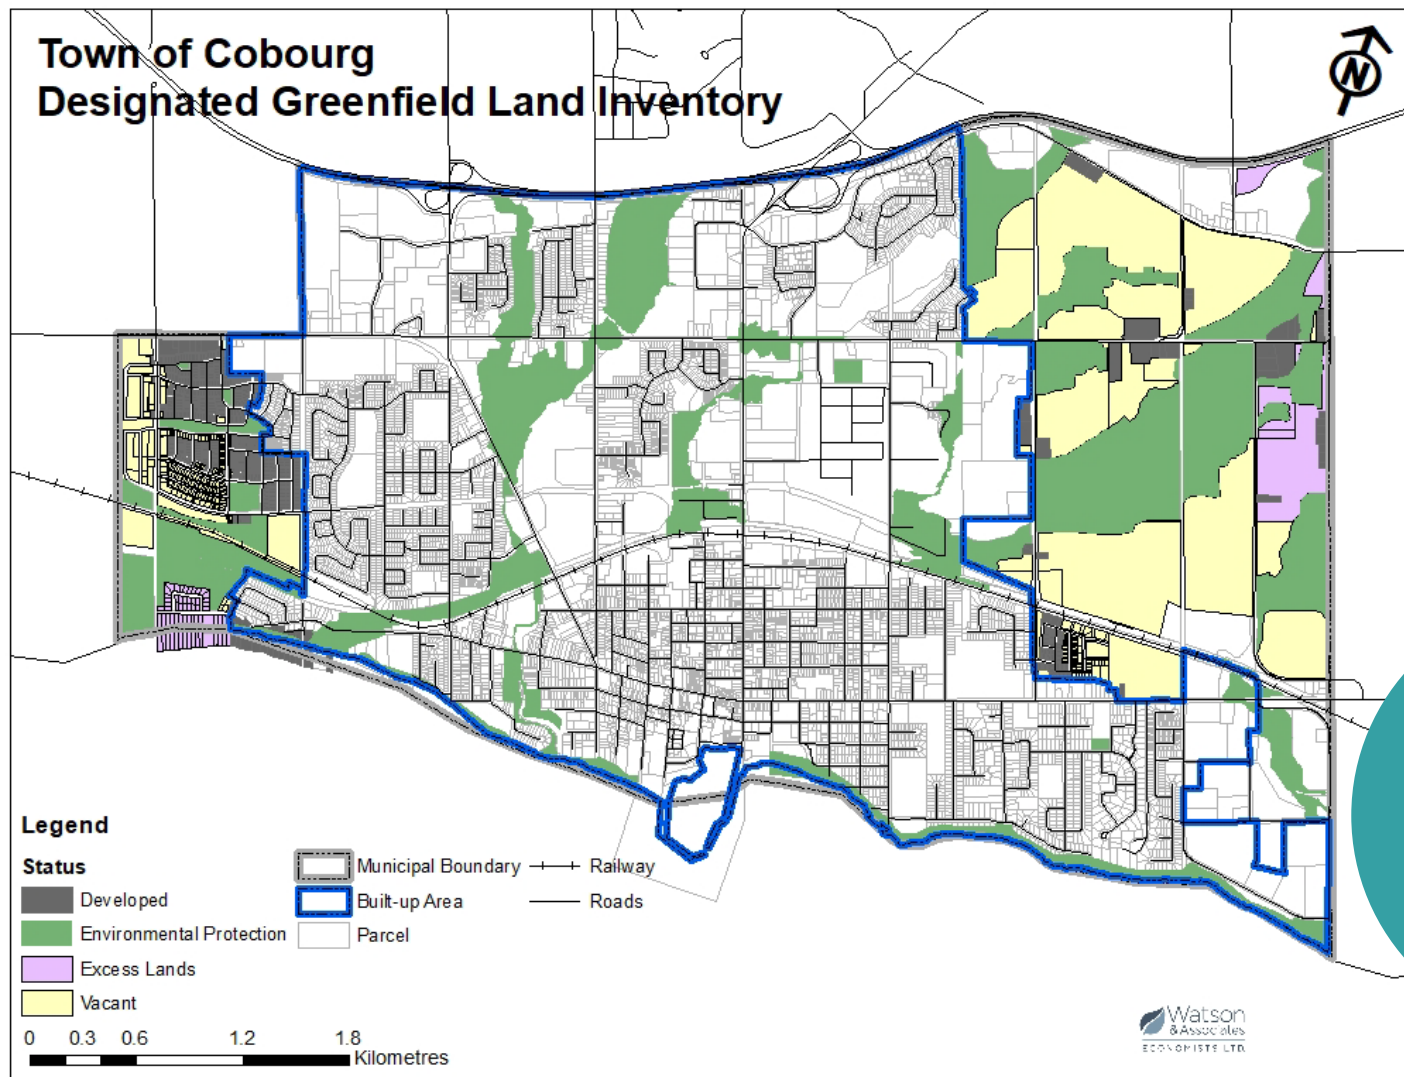 Town of Cobourg
Designated Greenfield Land Inventory
N
Legend
Status
Developed
Environmental Protection
Excess Lands
Vacant
Municipal Boundary
Built-up Area
Parcel
Railway
Roads
0 0.3 0.6 1.2 1.8
Kilometres
Watson
& Associates
ECONOMISTS LTD.